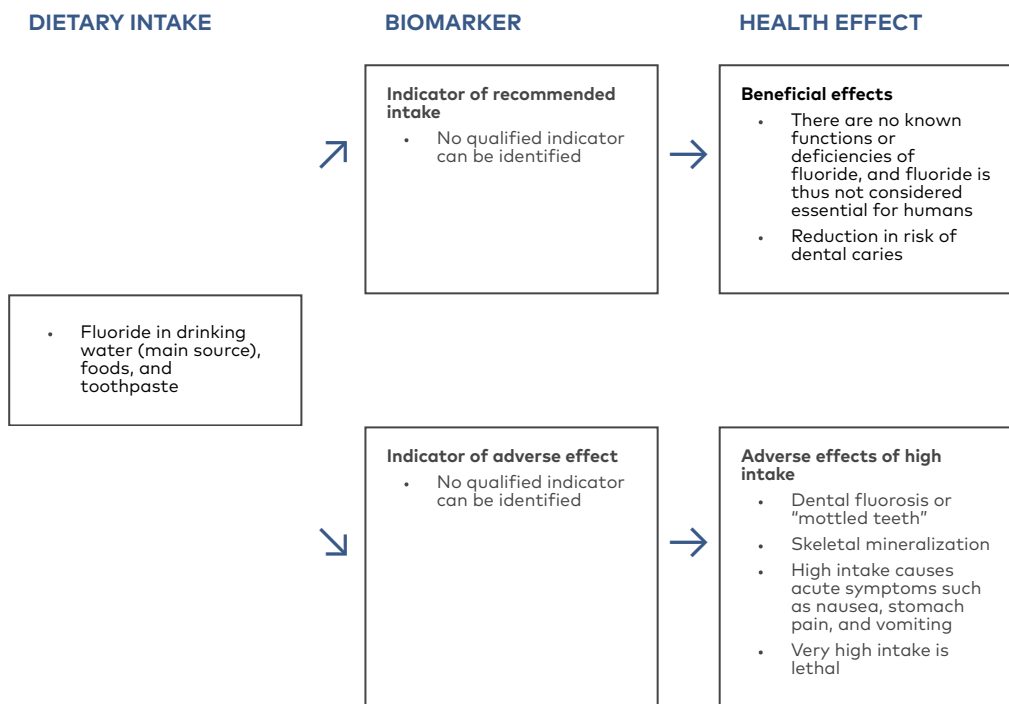 DIETARY INTAKE
BIOMARKER
HEALTH EFFECT
• Fluoride in drinking
water (main source),
foods, and
toothpaste
Indicator of recommended
intake
• No qualified indicator
can be identified
Beneficial effects
• There are no known
functions or
deficiencies of
fluoride, and fluoride is
thus not considered
essential for humans
• Reduction in risk of
dental caries
Indicator of adverse effect
• No qualified indicator
can be identified
Adverse effects of high
intake
• Dental fluorosis or
“mottled teeth”
• Skeletal mineralization
• High intake causes
acute symptoms such
as nausea, stomach
pain, and vomiting
• Very high intake is
lethal